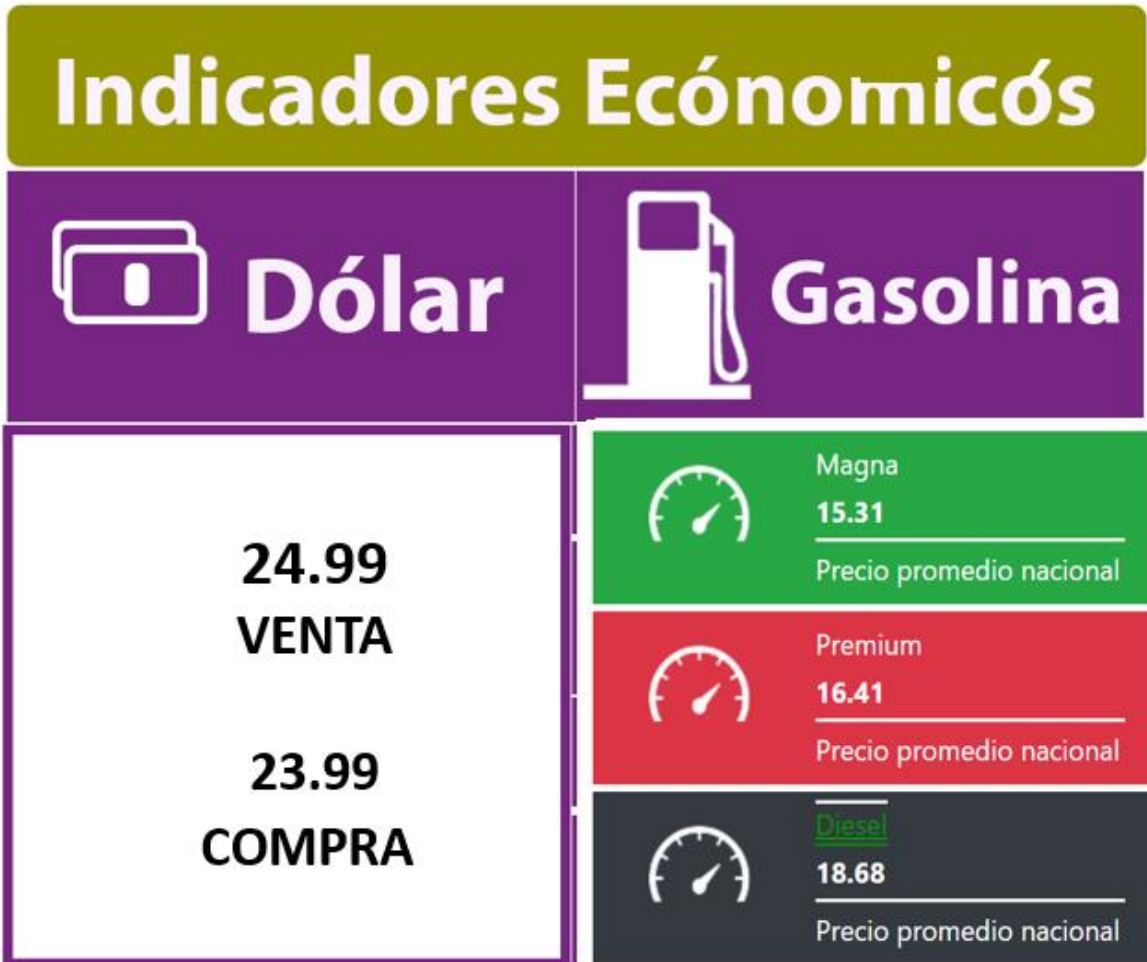 Indicadores Ecónomicós
Dólar
Gasolina
24.99
VENTA
23.99
COMPRA
Magna
15.31
Precio promedio nacional
Premium
16.41
Precio promedio nacional
Diesel
18.68
Precio promedio nacional